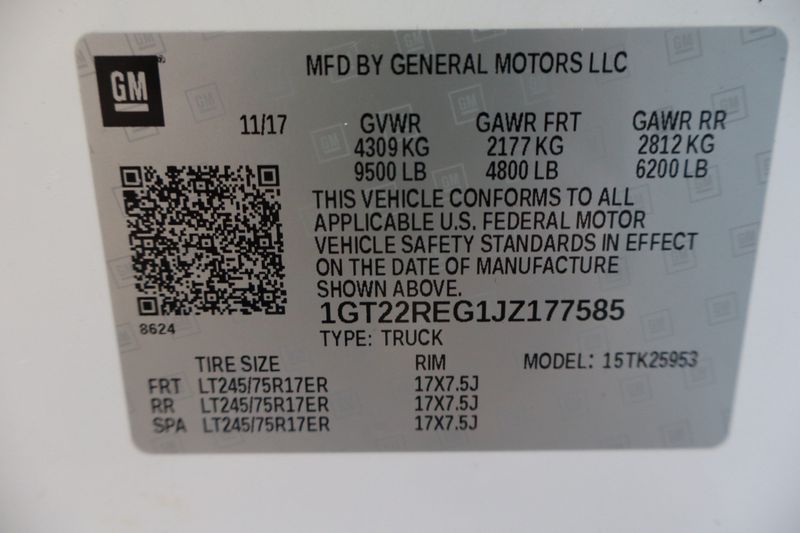 GM
MFD BY GENERAL MOTORS LLC
11/17 GVWR GAWR FRT GAWR RR
4309 KG 2177 KG 2812 KG
9500 LB 4800 LB 6200 LB
THIS VEHICLE CONFORMS TO ALL
APPLICABLE U.S. FEDERAL MOTOR
VEHICLE SAFETY STANDARDS IN EFFECT
ON THE DATE OF MANUFACTURE
SHOWN ABOVE.
1GT22REG1JZ177585
8624
TYPE: TRUCK
TIRE SIZE RIM MODEL: 15TK25953
FRT LT245/75R17ER 17X7.5J
RR LT245/75R17ER 17X7.5J
SPA LT245/75R17ER 17X7.5J